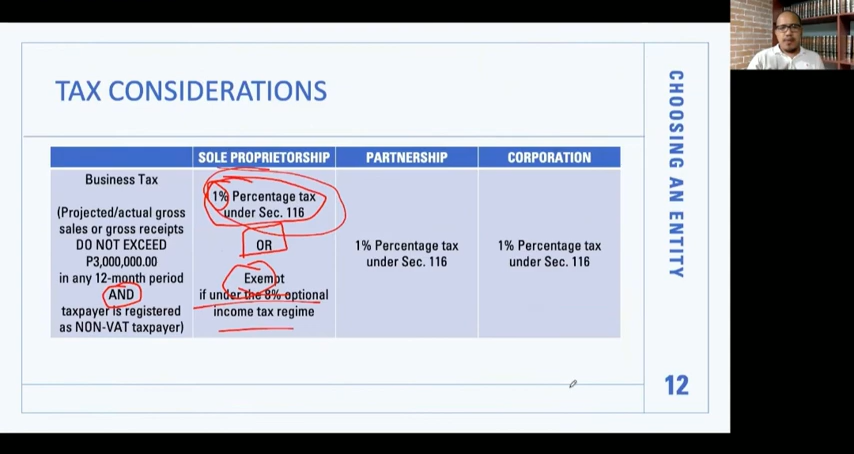 TAX CONSIDERATIONS
SOLE PROPRIETORSHIP
PARTNERSHIP
CORPORATION
Business Tax
(Projected/actual gross
sales or gross receipts
DO NOT EXCEED
P3,000,000.00
in any 12-month period
AND
taxpayer is registered
as NON-VAT taxpayer)
1% Percentage tax
under Sec. 116
OR
Exempt
if under the 8% optional
income tax regime
1% Percentage tax
under Sec. 116
1% Percentage tax
under Sec. 116
CHOOSING AN ENTITY
12